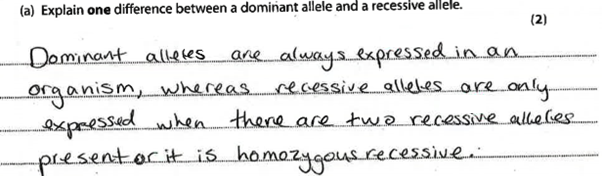 (a) Explain one difference between a dominant allele and a recessive allele.
(2)
Dominant alleles are always expressed in an
organism, whereas recessive alleles are only
expressed when there are two recessive alleles
present or it is homozygous recessive.